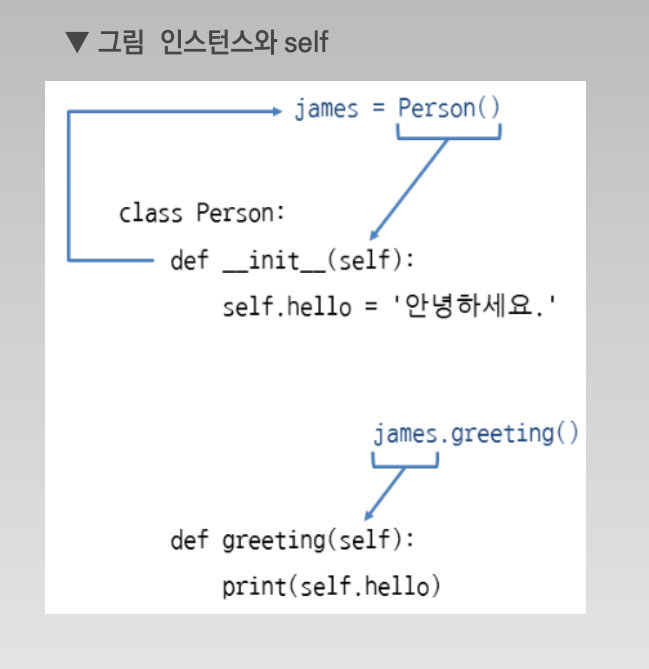 ▼ 그림 인스턴스와 self
james = Person()
class Person:
def __init__(self):
self.hello = '안녕하세요.'
james.greeting()
def greeting(self):
print(self.hello)